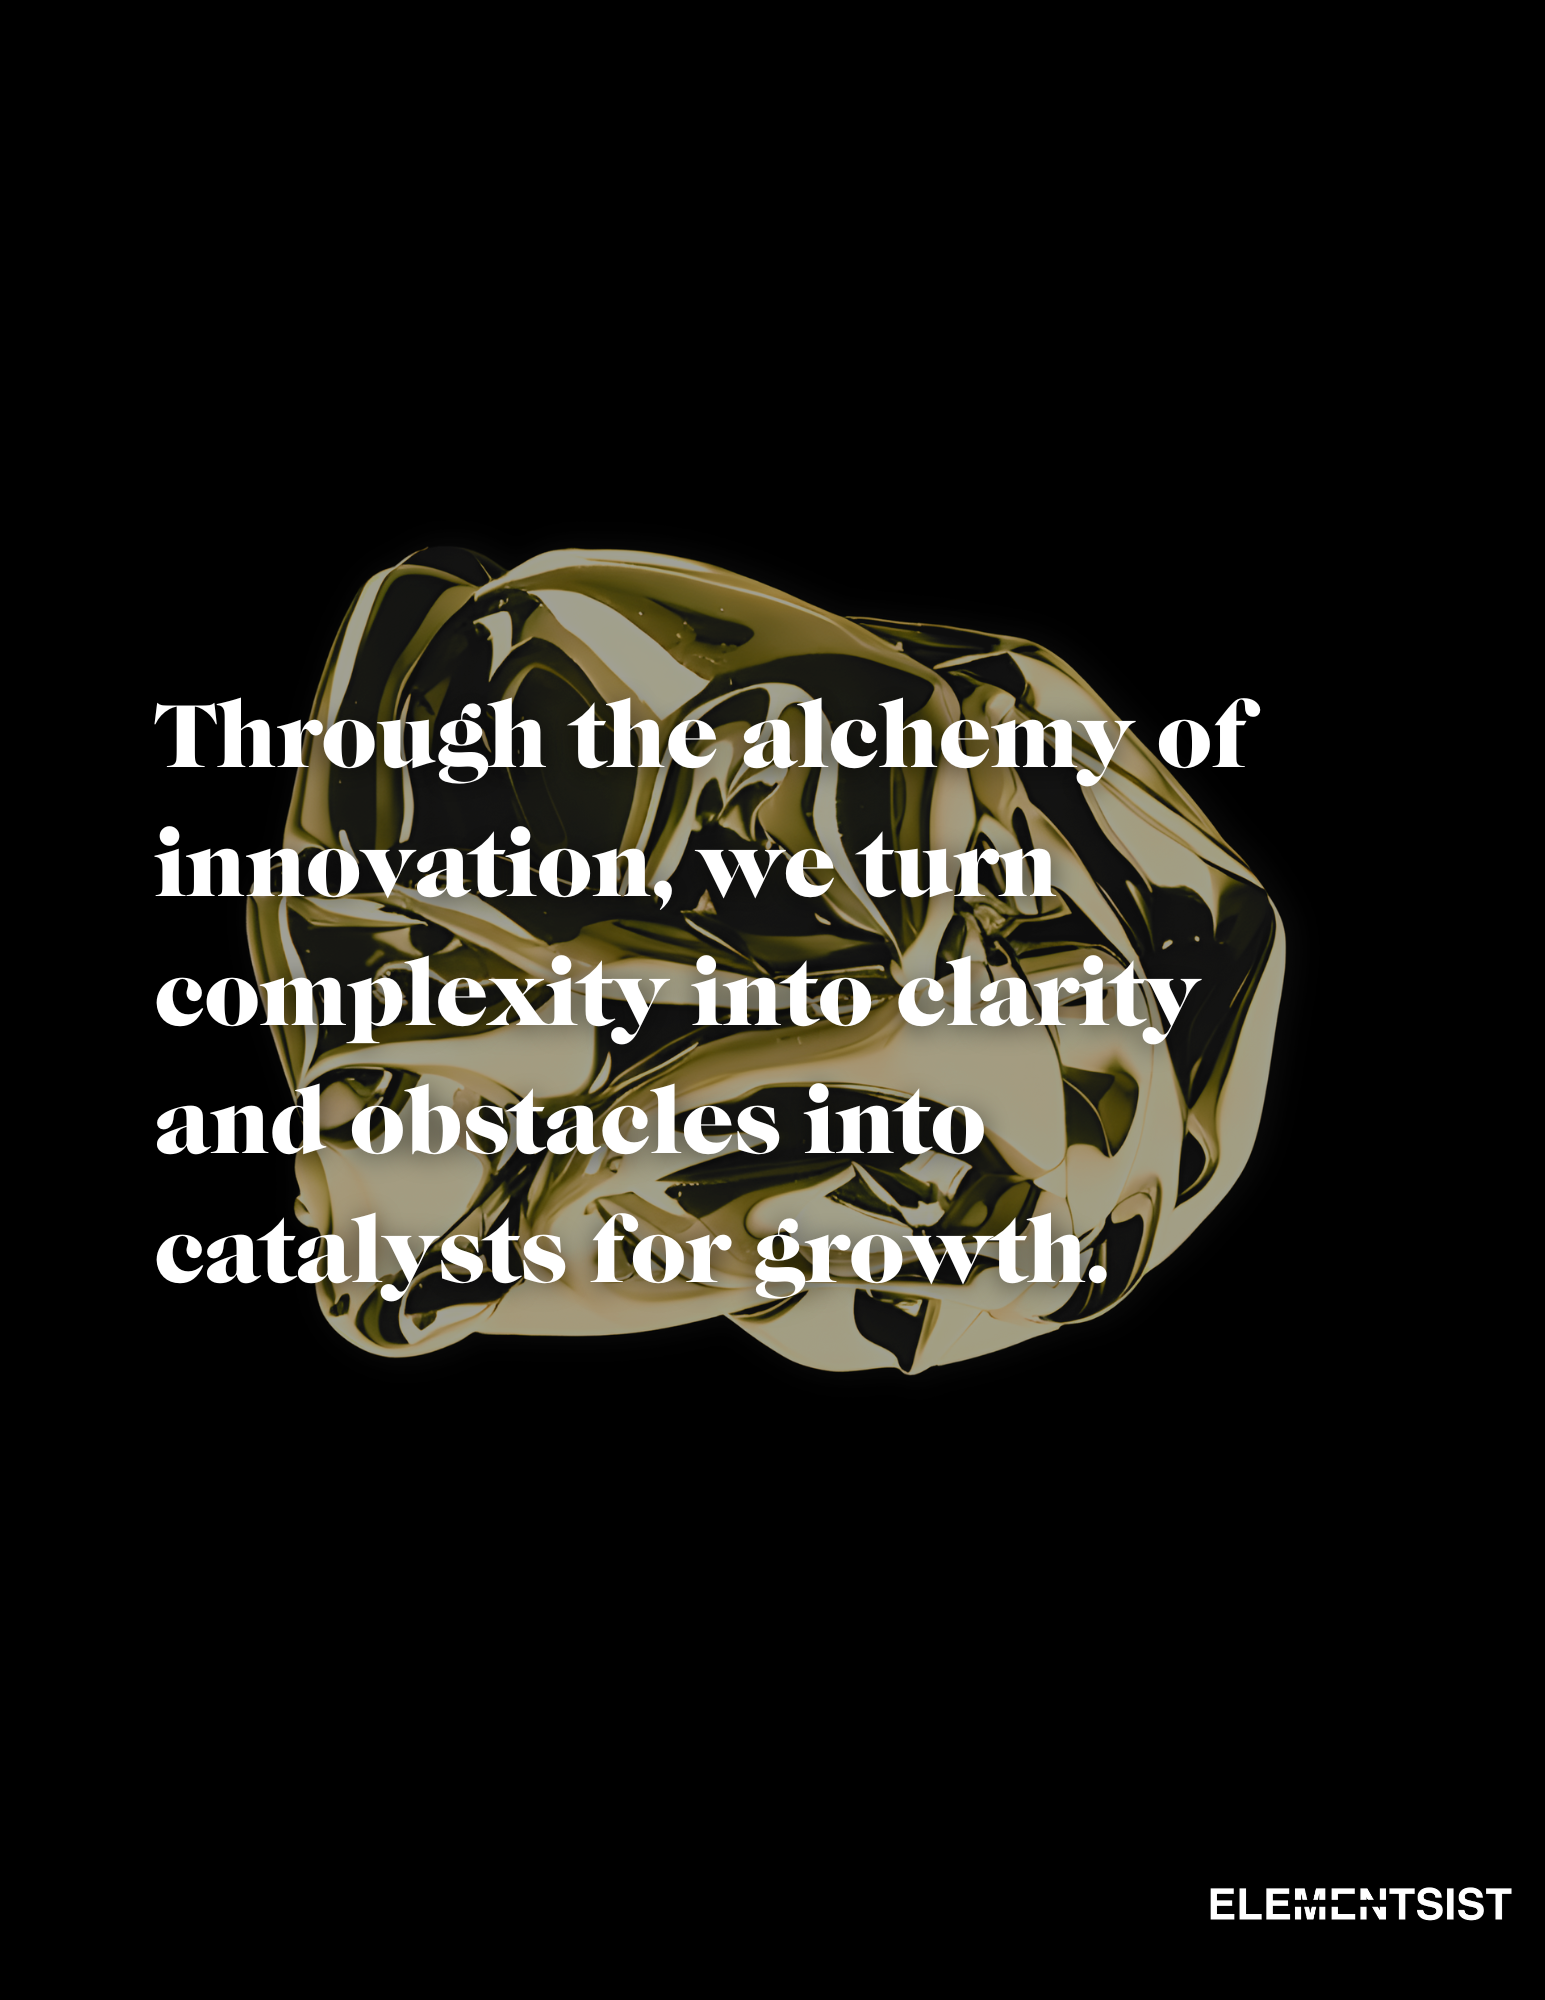 Through the alchemy of
innovation, we turn
complexity into clarity
and obstacles into
catalysts for growth.
ELEMENTSIST